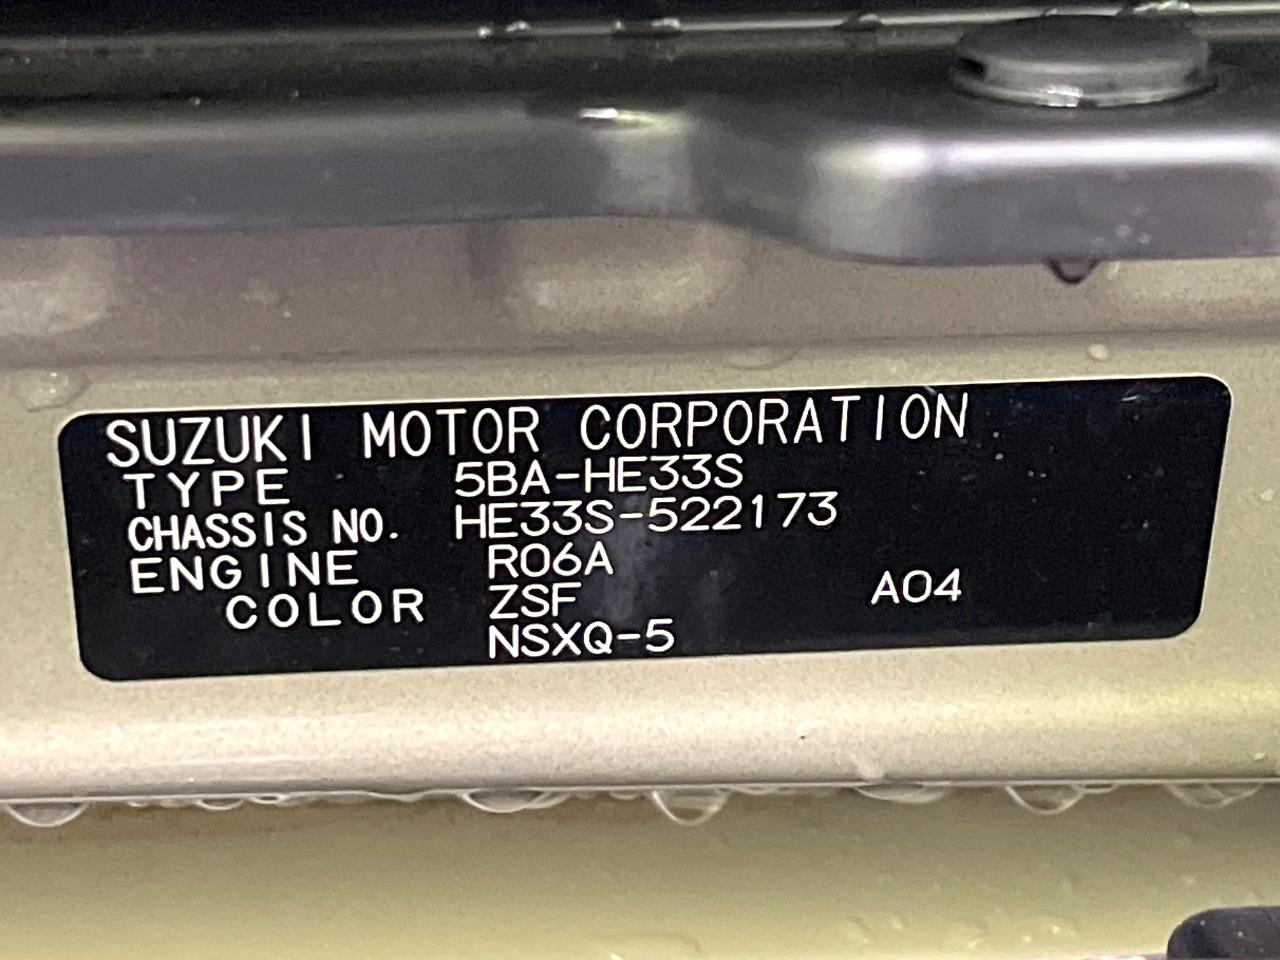 SUZUKI MOTOR CORPORATION
TYPE 5BA-HE33S
CHASSIS NO. HE33S-522173
ENGINE R06A
COLOR ZSF A04
NSXQ-5